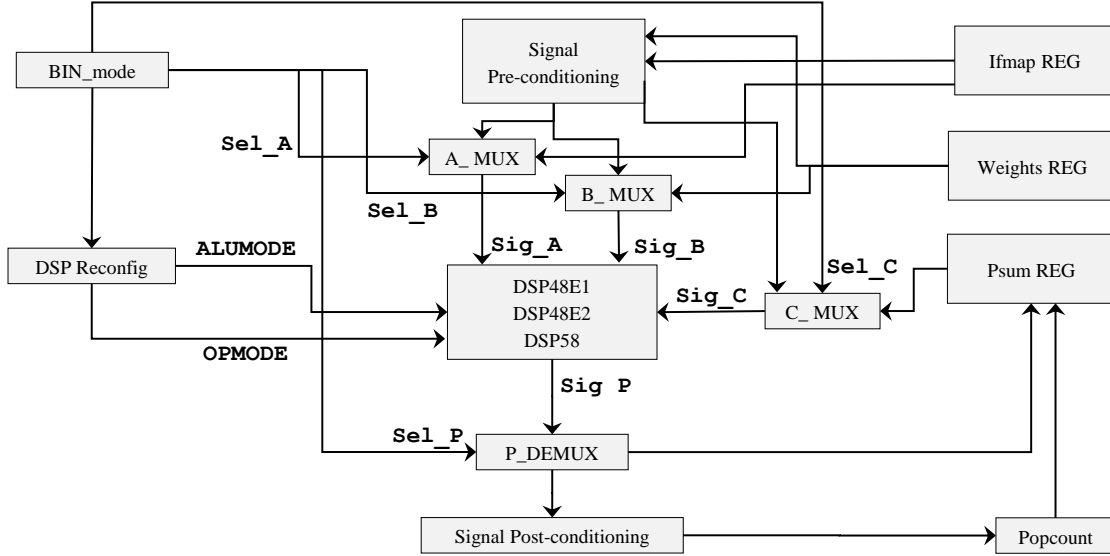 Signal
Pre-conditioning
BIN_mode
Ifmap REG
Sel_A
A_ MUX
Weights REG
B_ MUX
Sel_B
ALUMODE
Sig_A
Sig_B
DSP Reconfig
Sel_C
Psum REG
DSP48E1
DSP48E2
DSP58
Sig_C
C_ MUX
OPMODE
Sig P
Sel_P
P_DEMUX
Signal Post-conditioning
Popcount